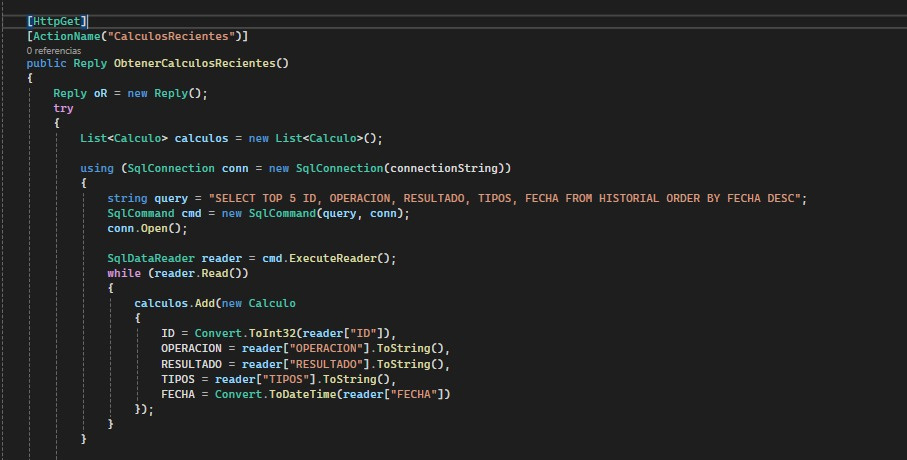 [HttpGet]
[ActionName("CalculosRecientes")]
0 referencias
public Reply ObtenerCalculosRecientes()
{
Reply oR = new Reply();
try
{
List<Calculo> calculos = new List<Calculo>();
using (SqlConnection conn = new SqlConnection(connectionString))
{
string query = "SELECT TOP 5 ID, OPERACION, RESULTADO, TIPOS, FECHA FROM HISTORIAL ORDER BY FECHA DESC";
SqlCommand cmd = new SqlCommand(query, conn);
conn.Open();
SqlDataReader reader = cmd.ExecuteReader();
while (reader.Read())
{
calculos.Add(new Calculo
{
ID = Convert.ToInt32(reader["ID"]),
OPERACION = reader["OPERACION"].ToString(),
RESULTADO = reader["RESULTADO"].ToString(),
TIPOS = reader["TIPOS"].ToString(),
FECHA = Convert.ToDateTime(reader["FECHA"])
});
}
}